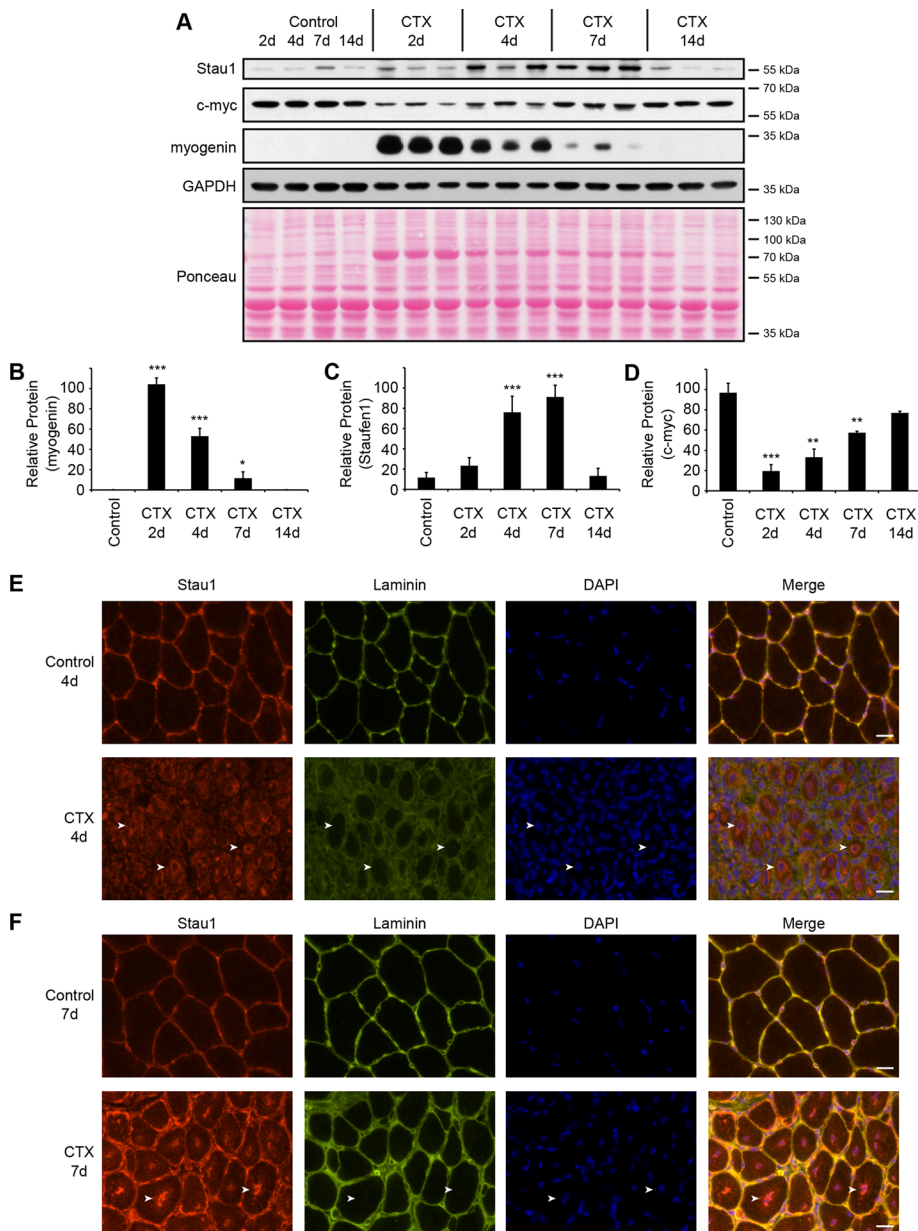 A
Control
CTX
CTX
CTX
CTX
2d 4d 7d 14d
2d
4d
7d
14d
Stau1
55 kDa
70 kDa
c-myc
55 kDa
35 kDa
myogenin
GAPDH
35 kDa
130 kDa
100 kDa
70 kDa
Ponceau
55 kDa
35 kDa
B
Relative Protein
(myogenin)
100
80
60
40
20
0
***
***
*
Control
CTX 2d
CTX 4d
CTX 7d
CTX 14d
C
Relative Protein
(Staufen1)
100
80
60
40
20
0
***
***
Control
CTX 2d
CTX 4d
CTX 7d
CTX 14d
D
Relative Protein
(c-myc)
100
80
60
40
20
0
***
**
**
Control
CTX 2d
CTX 4d
CTX 7d
CTX 14d
E
Stau1
Laminin
DAPI
Merge
Control
4d
CTX
4d
F
Stau1
Laminin
DAPI
Merge
Control
7d
CTX
7d